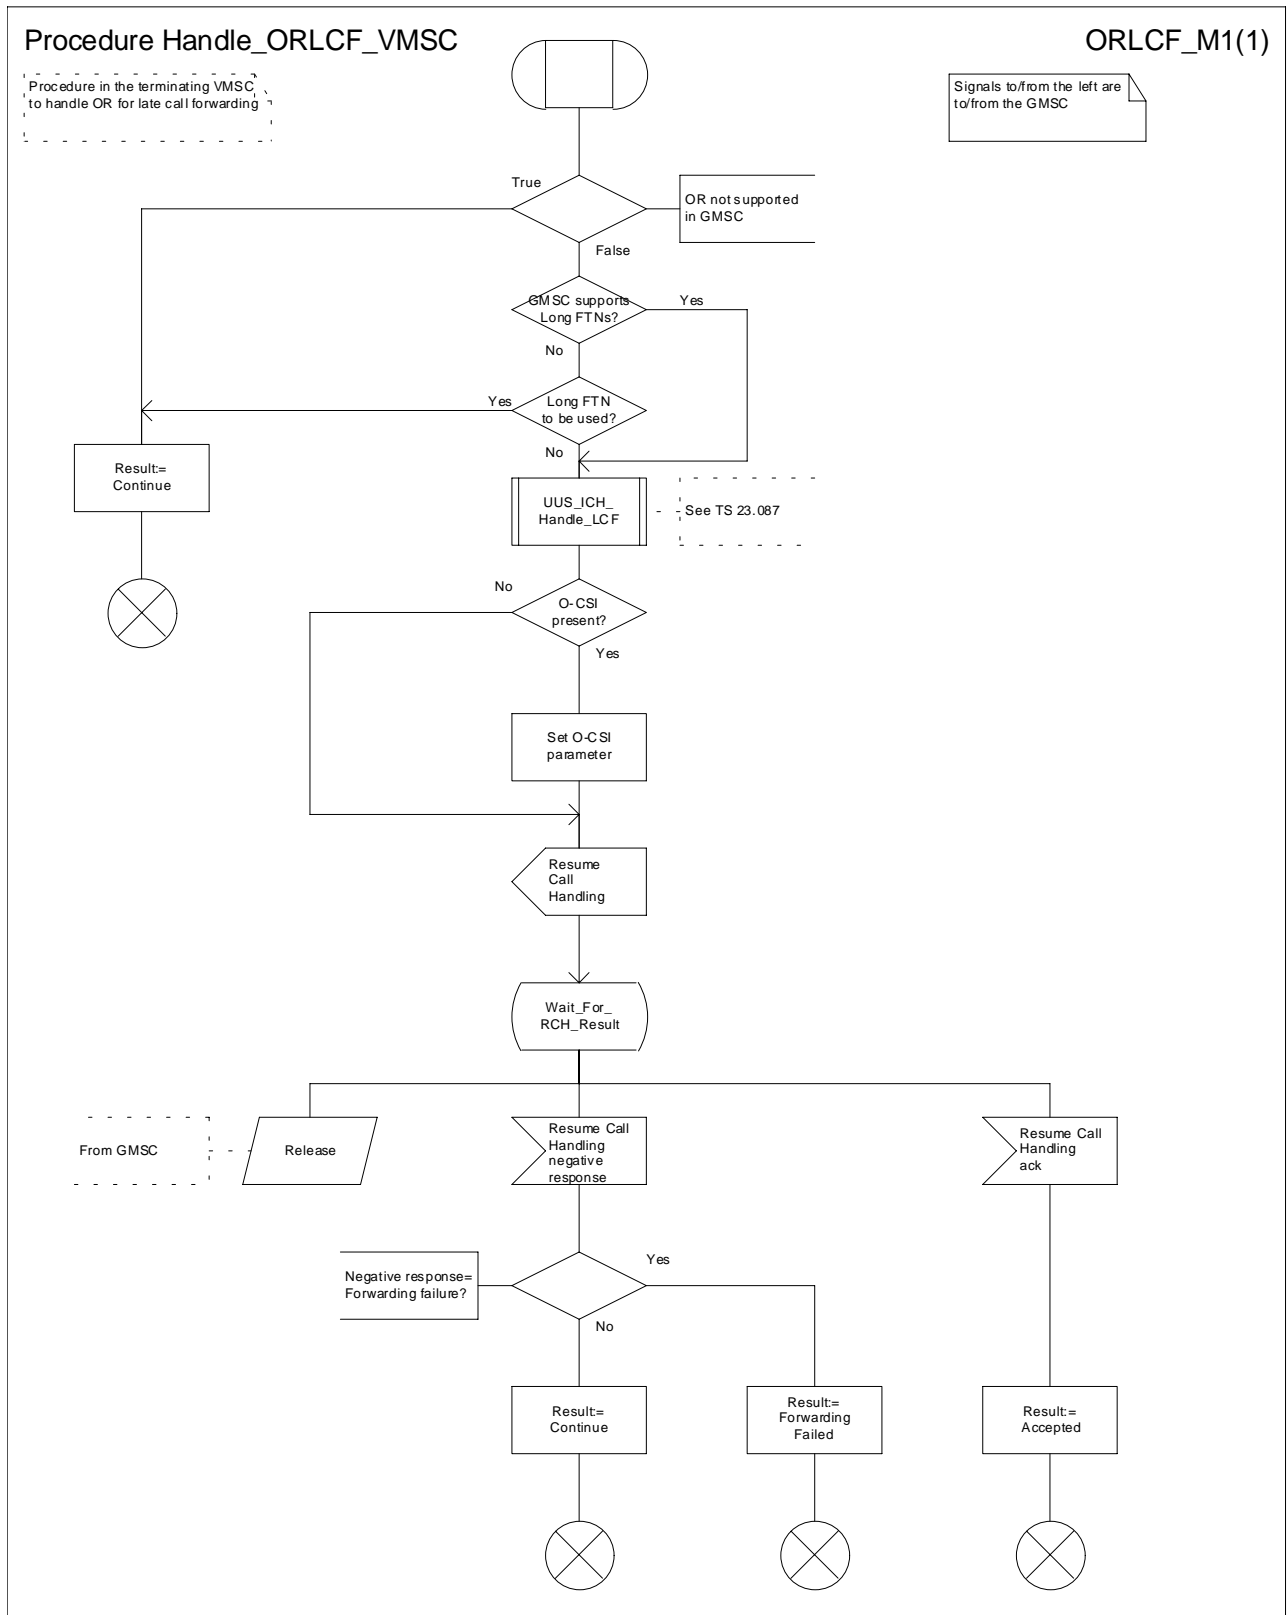 Procedure Handle_ORLCF_VMSC
ORLCF_M1(1)
Procedure in the terminating VMSC
to handle OR for late call forwarding
Signals to/from the left are
to/from the GMSC
True
OR not supported
in GMSC
False
GMSC supports
Long FTNs?
Yes
No
Yes
Long FTN
to be used?
No
Result:=
Continue
UUS_ICH_
Handle_LCF
See TS 23.087
No
O-CSI
present?
Yes
Set O-CSI
parameter
Resume
Call
Handling
Wait_For_
RCH_Result
From GMSC
Release
Resume Call
Handling
negative
response
Resume Call
Handling
ack
Negative response=
Forwarding failure?
Yes
No
Result:=
Continue
Result:=
Forwarding
Failed
Result:=
Accepted